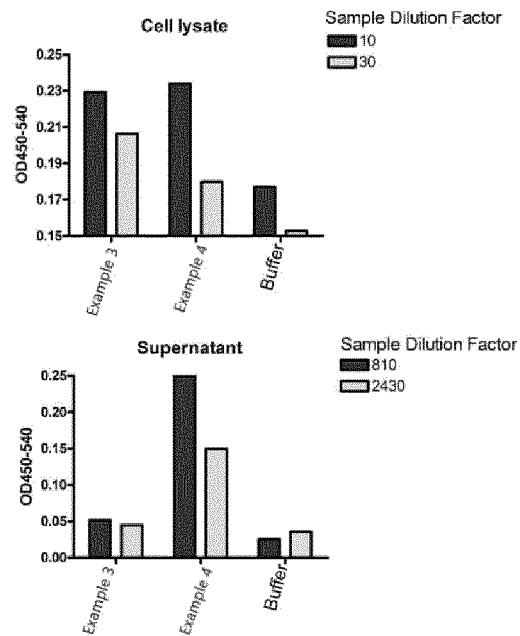 Cell lysate
Sample Dilution Factor
10
30
OD450-540
0.25
0.23
0.21
0.19
0.17
0.15
Example 3
Example 4
Buffer
Supernatant
Sample Dilution Factor
810
2430
OD450-540
0.25
0.20
0.15
0.10
0.05
0.00
Example 3
Example 4
Buffer